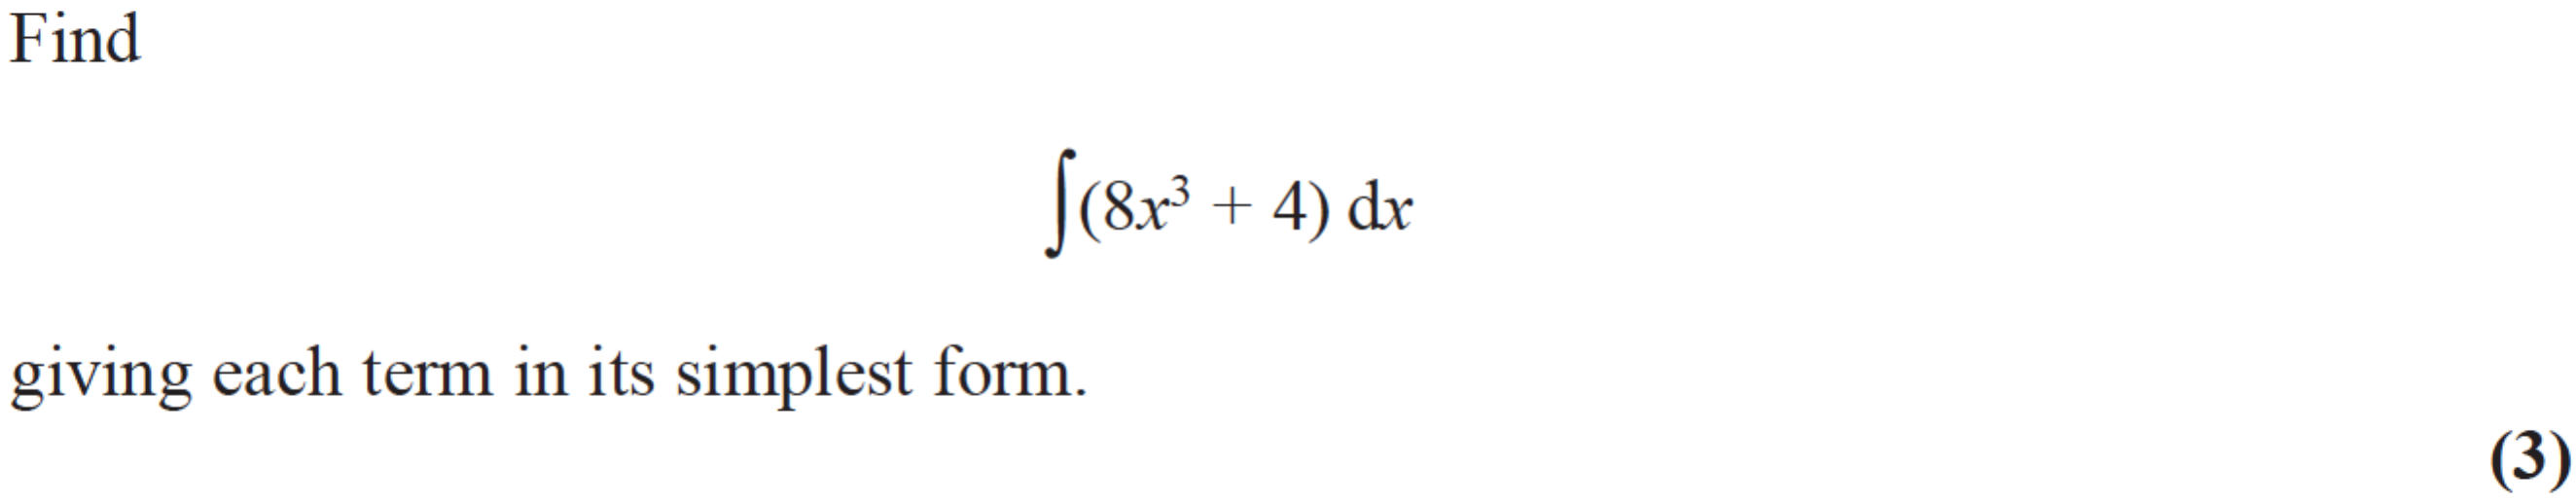 Find
∫(8x³ + 4) dx
giving each term in its simplest form.
(3)